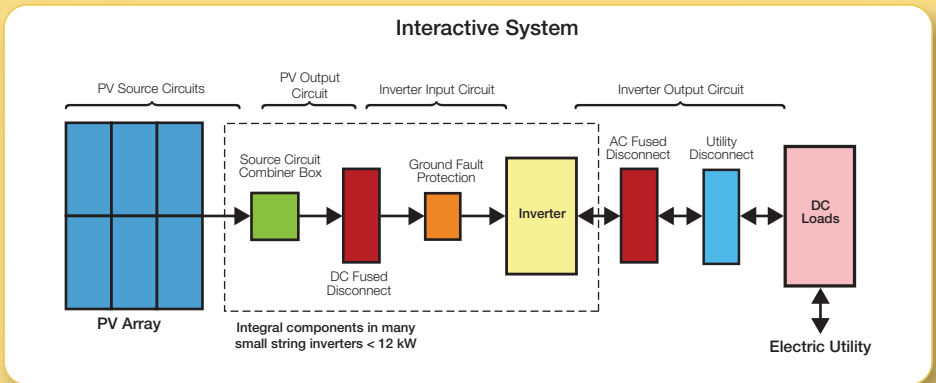 Interactive System
PV Source Circuits
PV Output
Circuit
Inverter Input Circuit
Inverter Output Circuit
Source Circuit
Combiner Box
Ground Fault
Protection
AC Fused
Disconnect
Utility
Disconnect
Inverter
DC
Loads
DC Fused
Disconnect
PV Array
Integral components in many
small string inverters < 12 kW
Electric Utility